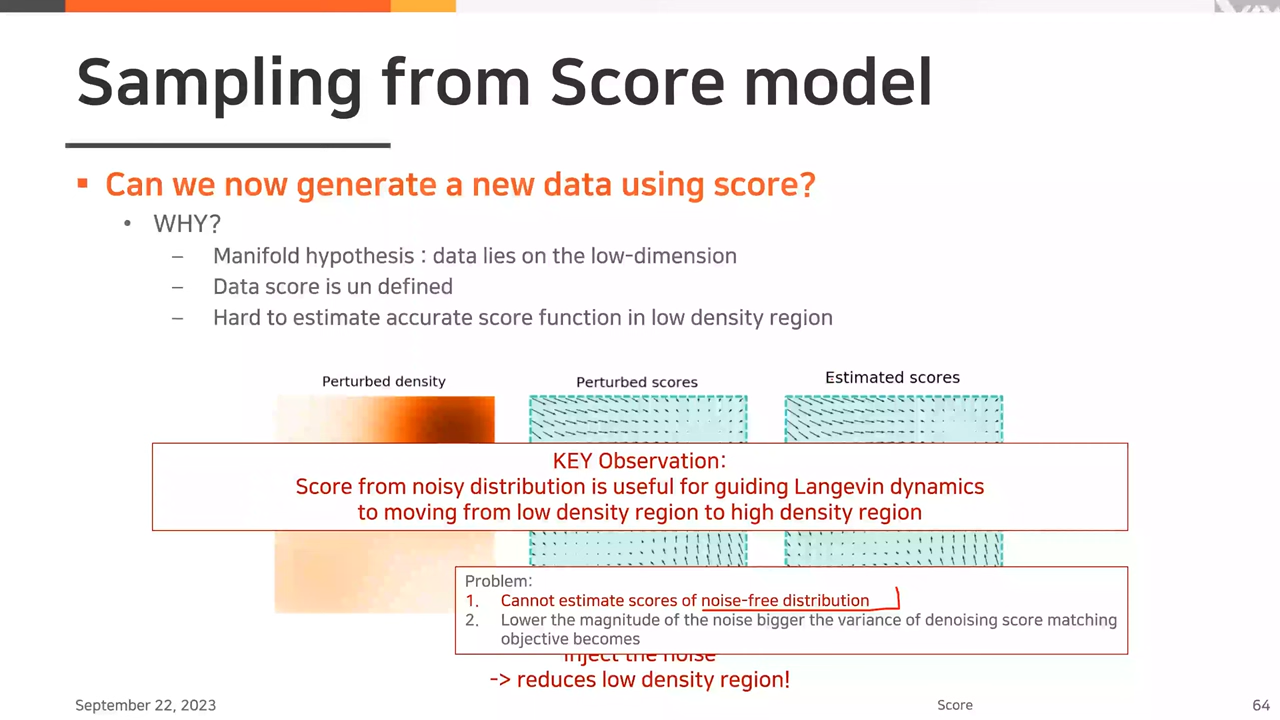 Sampling from Score model
▪ Can we now generate a new data using score?
• WHY?
– Manifold hypothesis : data lies on the low-dimension
– Data score is un defined
– Hard to estimate accurate score function in low density region
Perturbed density
Perturbed scores
Estimated scores
KEY Observation:
Score from noisy distribution is useful for guiding Langevin dynamics
to moving from low density region to high density region
Problem:
1. Cannot estimate scores of noise-free distribution
2. Lower the magnitude of the noise bigger the variance of denoising score matching
objective becomes
Inject the noise
-> reduces low density region!
September 22, 2023
Score
64